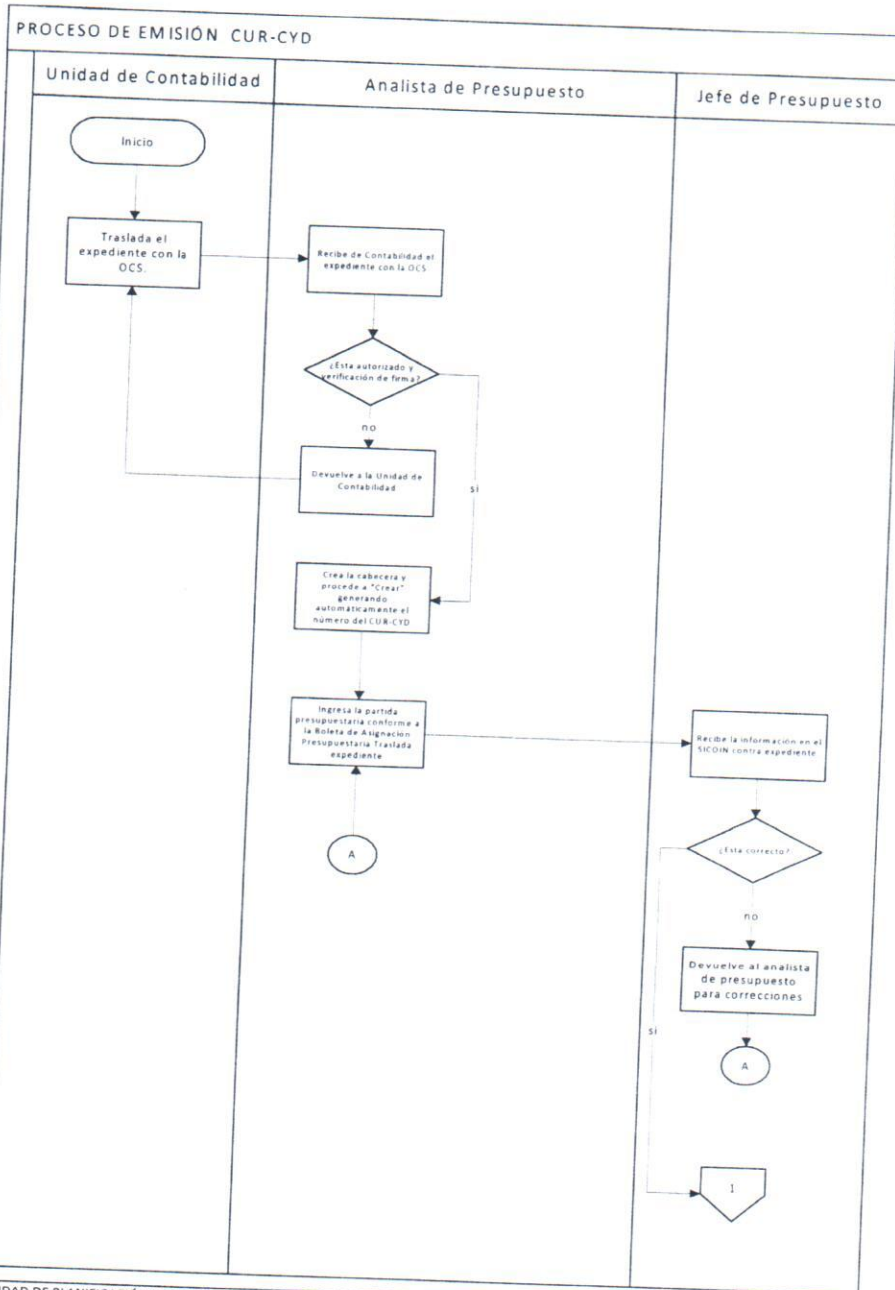 PROCESO DE EMISIÓN CUR-CYD
Unidad de Contabilidad
Analista de Presupuesto
Jefe de Presupuesto
Inicio
Traslada el
expediente con la
OCS.
Recibe de Contabilidad el
expediente con la OCS
¿Esta autorizado y
verificación de firma?
no
si
Devuelve a la Unidad de
Contabilidad
Crea la cabecera y
procede a "Crear"
generando
automáticamente el
número del CUR-CYD
Ingresa la partida
presupuestaria conforme a
la Boleta de Asignación
Presupuestaria Traslada
expediente
A
Recibe la información en el
SICOIN contra expediente
¿Esta correcto?
no
si
Devuelve al analista
de presupuesto
para correcciones
A
1